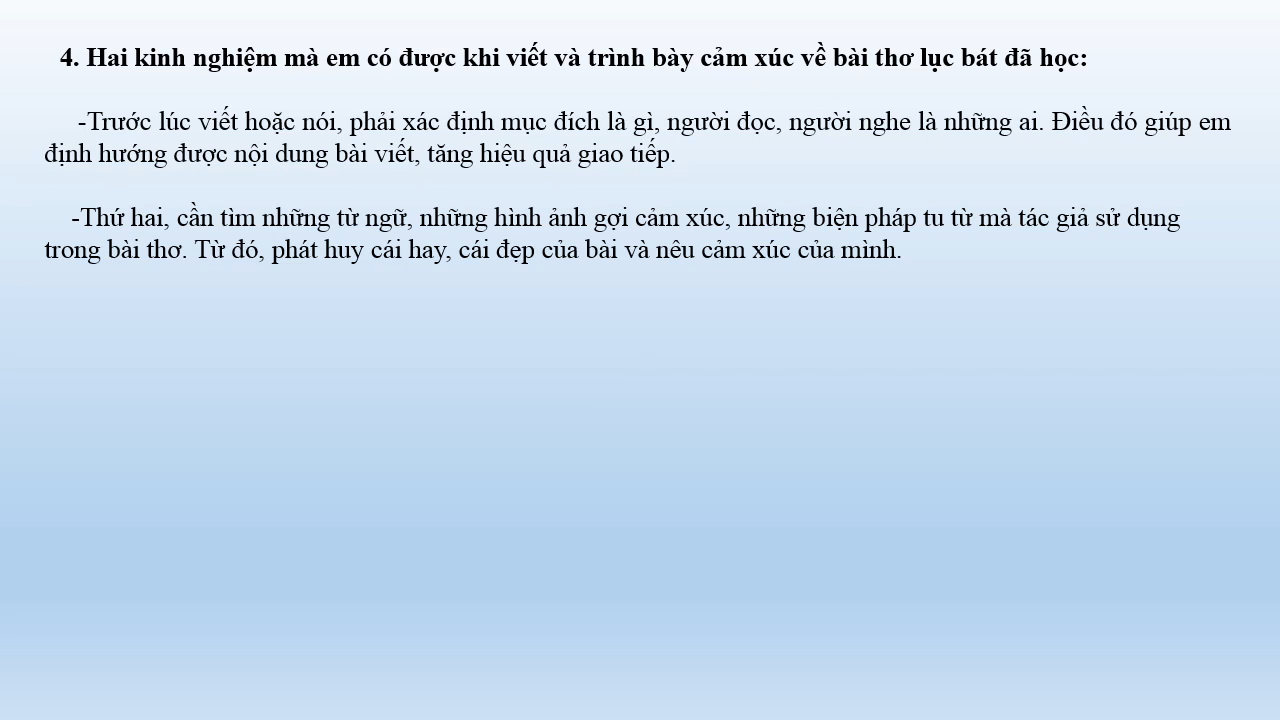 4. Hai kinh nghiệm mà em có được khi viết và trình bày cảm xúc về bài thơ lục bát đã học:
-Trước lúc viết hoặc nói, phải xác định mục đích là gì, người đọc, người nghe là những ai. Điều đó giúp em
định hướng được nội dung bài viết, tăng hiệu quả giao tiếp.
-Thứ hai, cần tìm những từ ngữ, những hình ảnh gợi cảm xúc, những biện pháp tu từ mà tác giả sử dụng
trong bài thơ. Từ đó, phát huy cái hay, cái đẹp của bài và nêu cảm xúc của mình.